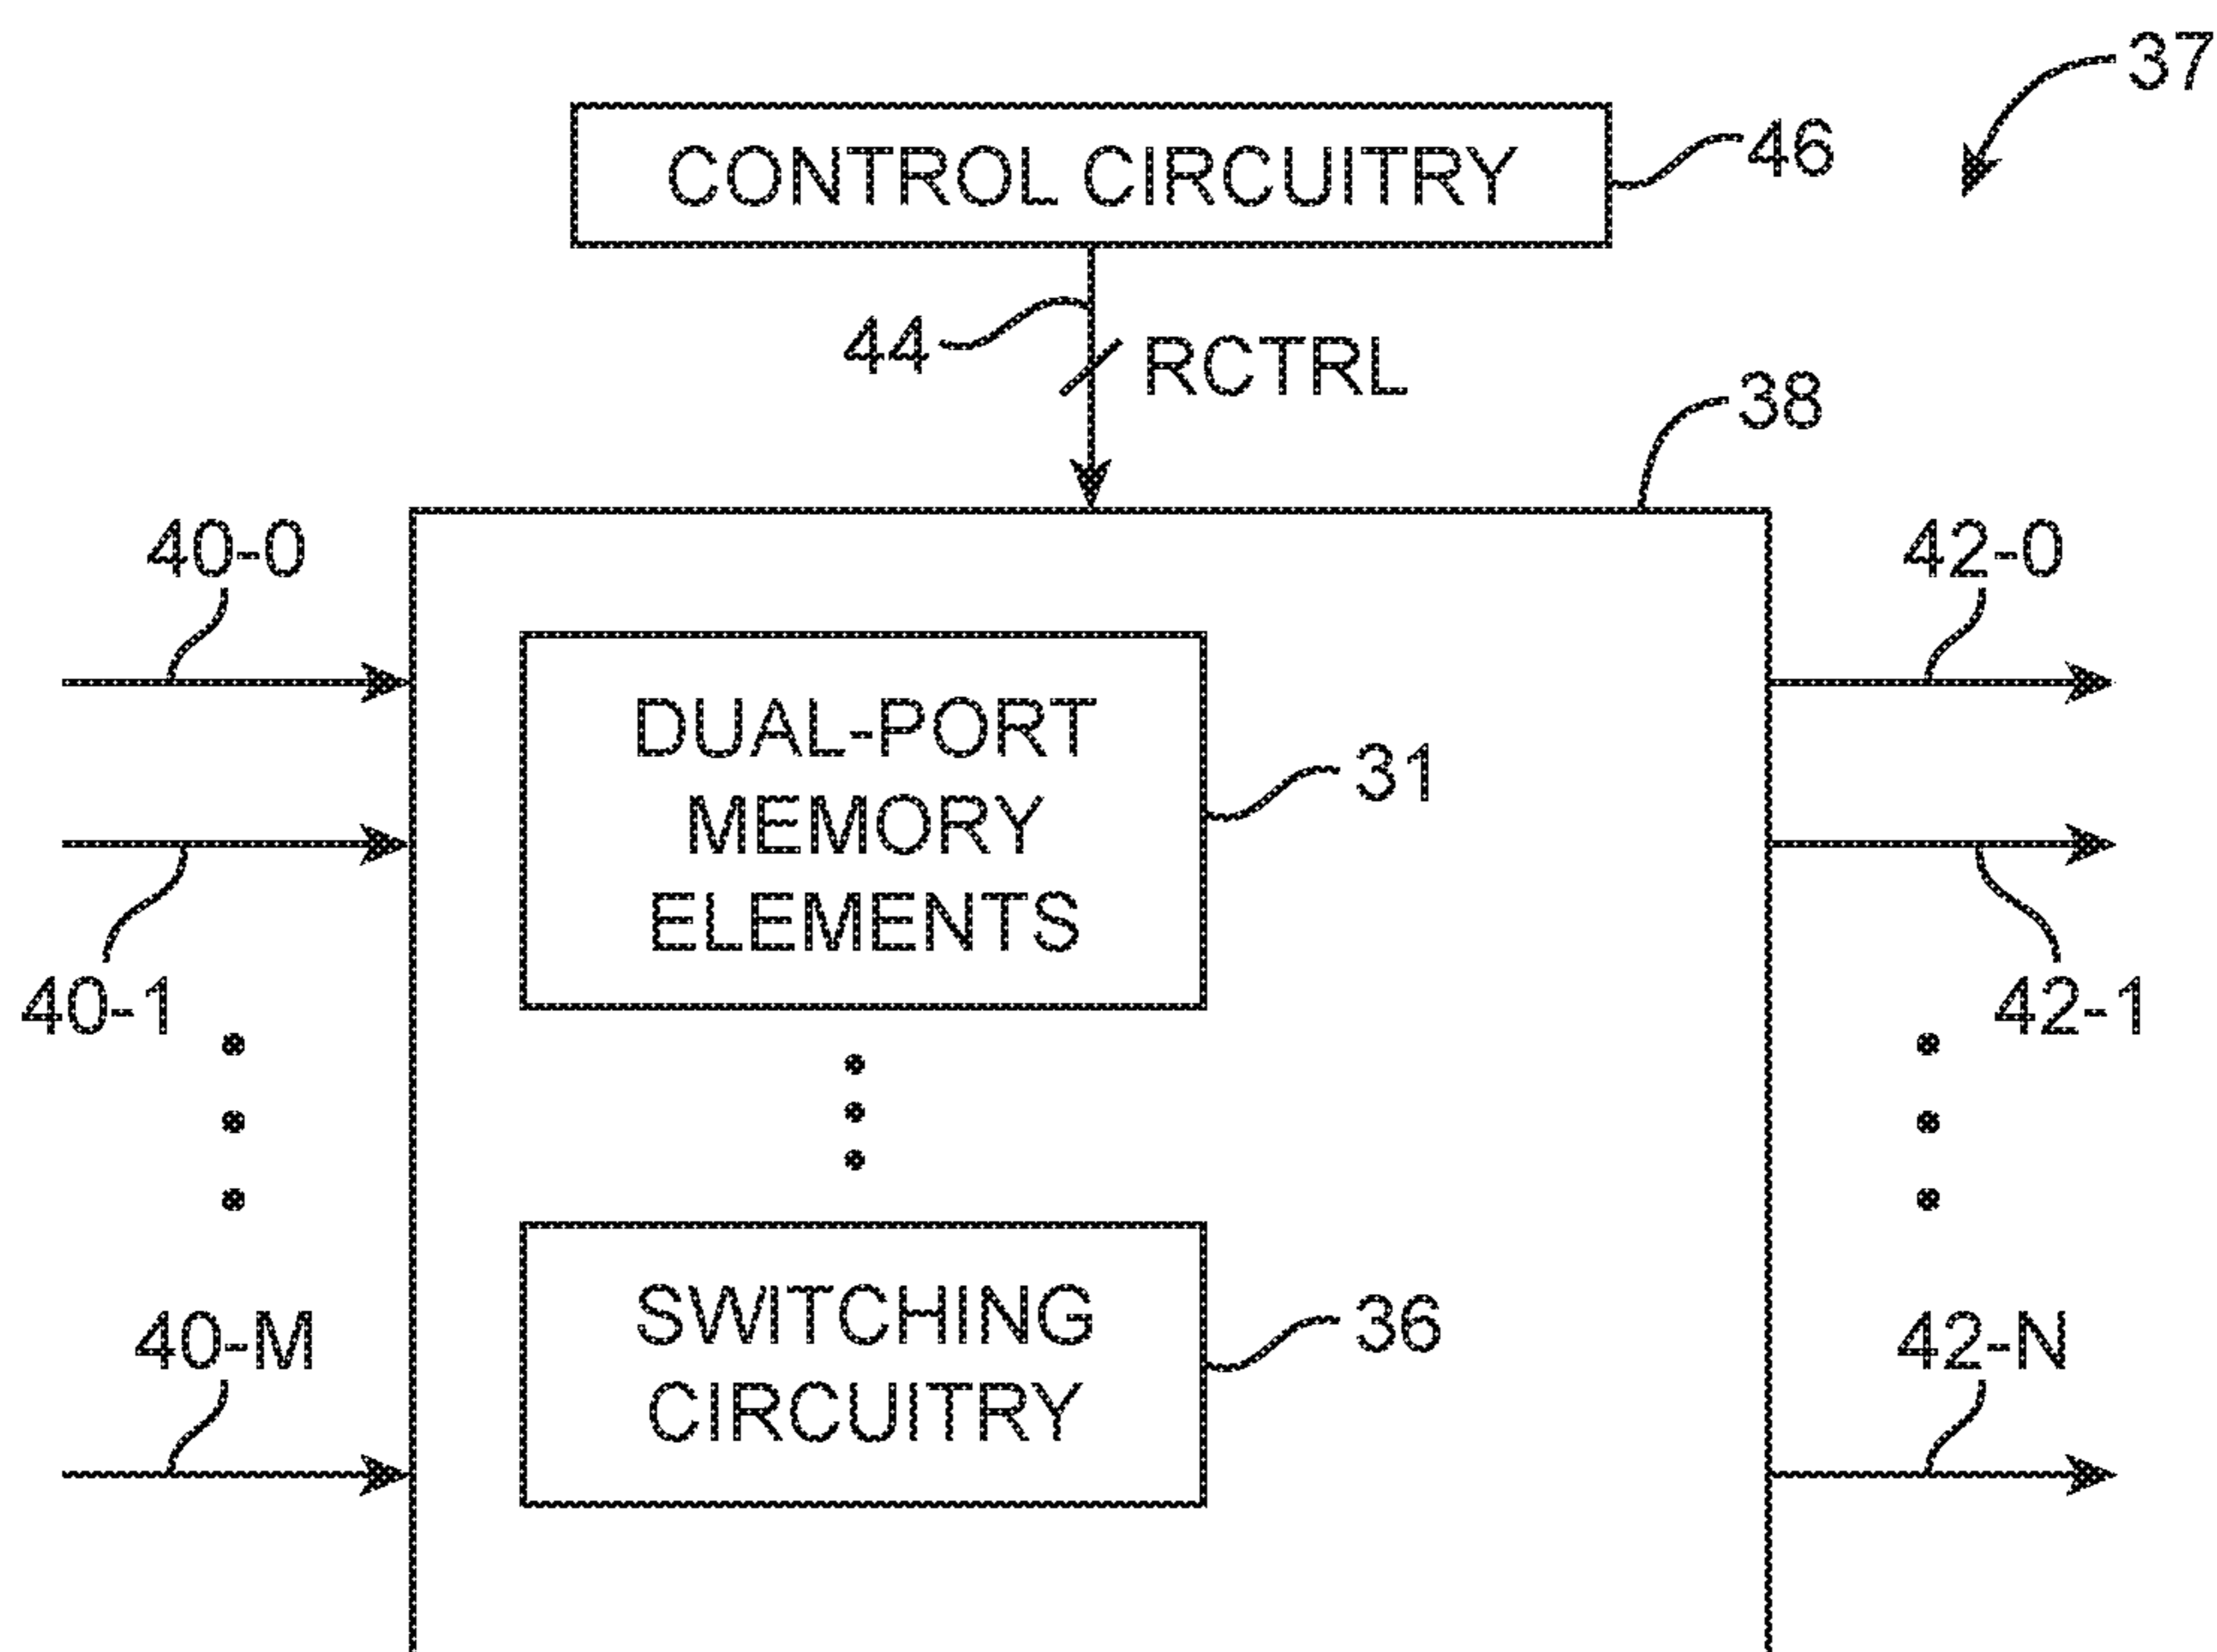 37
CONTROL CIRCUITRY
46
44
RCTRL
38
40-0
42-0
DUAL-PORT
MEMORY
ELEMENTS
31
40-1
42-1
40-M
SWITCHING
CIRCUITRY
36
42-N